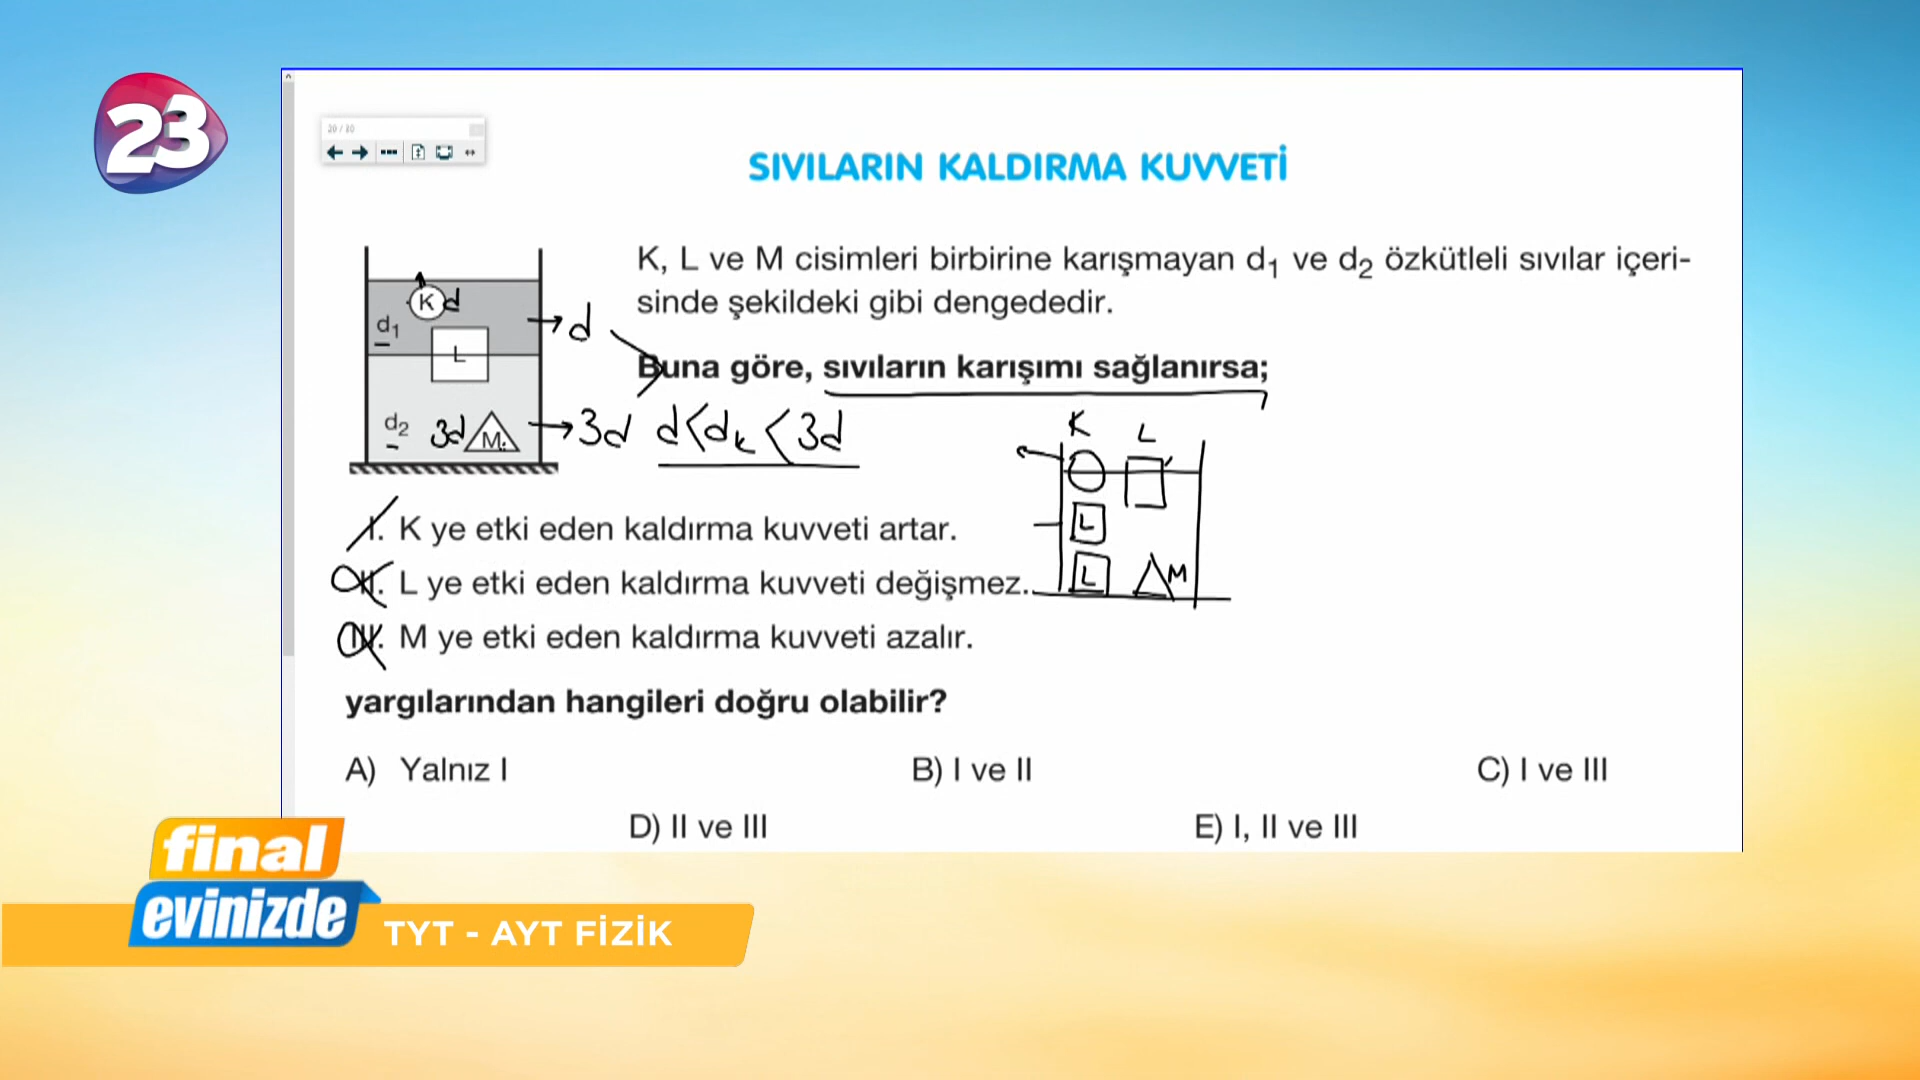 23
20 / 30
SIVILARIN KALDIRMA KUVVETİ
K, L ve M cisimleri birbirine karışmayan d₁ ve d₂ özkütleli sıvılar içeri-
sinde şekildeki gibi dengededir.
K d
d₁
L
→ d
d₂ 3d M
→ 3d
Buna göre, sıvıların karışımı sağlanırsa;
d < dₖ < 3d
K L
L
L M
I. K ye etki eden kaldırma kuvveti artar.
II. L ye etki eden kaldırma kuvveti değişmez.
III. M ye etki eden kaldırma kuvveti azalır.
yargılarından hangileri doğru olabilir?
A) Yalnız I B) I ve II C) I ve III
D) II ve III E) I, II ve III
final
evinizde
TYT - AYT FİZİK